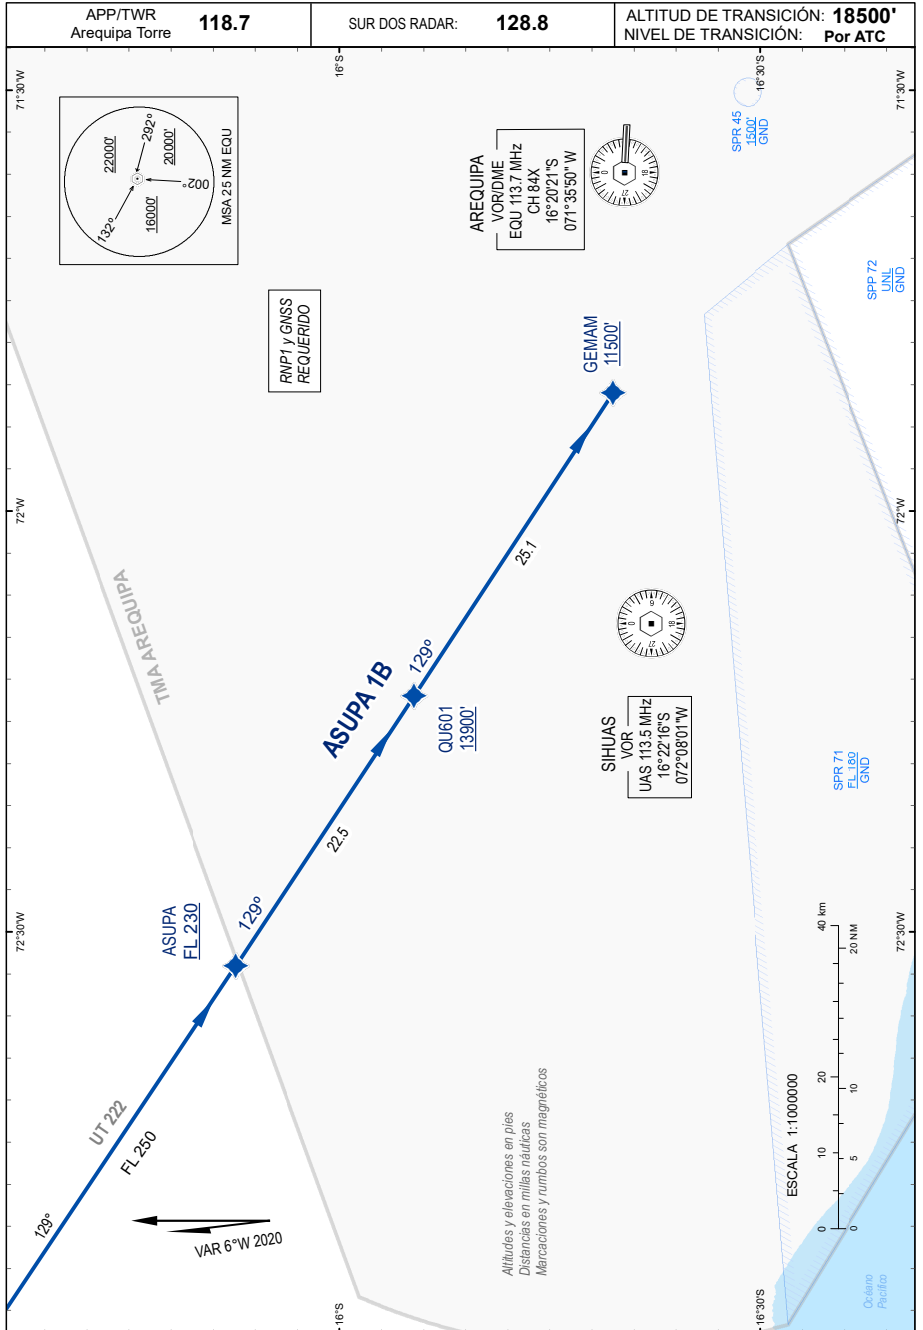 APP/TWR
Arequipa Torre
118.7
SUR DOS RADAR:
128.8
ALTITUD DE TRANSICIÓN: 18500'
NIVEL DE TRANSICIÓN: Por ATC
71°30'W
16°S
16°30'S
71°30'W
22000'
292°
20000'
002°
16000'
132°
MSA 25 NM EQU
AREQUIPA
VOR/DME
EQU 113.7 MHz
CH 84X
16°20'21"S
071°35'50" W
0
18
27
SPR 45
1500'
GND
SPP 72
UNL
GND
RNP1 y GNSS
REQUERIDO
GEMAM
11500'
72°W
72°W
25.1
TMA AREQUIPA
ASUPA 1B
129°
QU601
13900'
0
9
18
27
SIHUAS
VOR
UAS 113.5 MHz
16°22'16"S
072°08'01"W
SPR 71
FL 180
GND
22.5
129°
ASUPA
FL 230
72°30'W
72°30'W
UT 222
FL 250
129°
VAR 6°W 2020
Altitudes y elevaciones en pies
Distancias en millas náuticas
Marcaciones y rumbos son magnéticos
ESCALA 1:1000000
0
10
20
40 km
0
5
10
20 NM
Océano
Pacífico
16°S
16°30'S